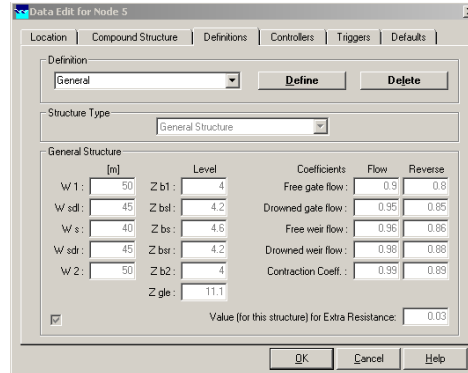 Data Edit for Node 5
Location Compound Structure Definitions Controllers Triggers Defaults
Definition
General Define Delete
Structure Type
General Structure
General Structure
[m] Level Coefficients Flow Reverse
W 1 : 50 Z b1 : 4 Free gate flow : 0.9 0.8
W sdl : 45 Z bsl : 4.2 Drowned gate flow : 0.95 0.85
W s : 40 Z bs : 4.6 Free weir flow : 0.96 0.86
W sdr : 45 Z bsr : 4.2 Drowned weir flow : 0.98 0.88
W 2 : 50 Z b2 : 4 Contraction Coeff. : 0.99 0.89
Z gle : 11.1
Value (for this structure) for Extra Resistance: 0.03
OK Cancel Help